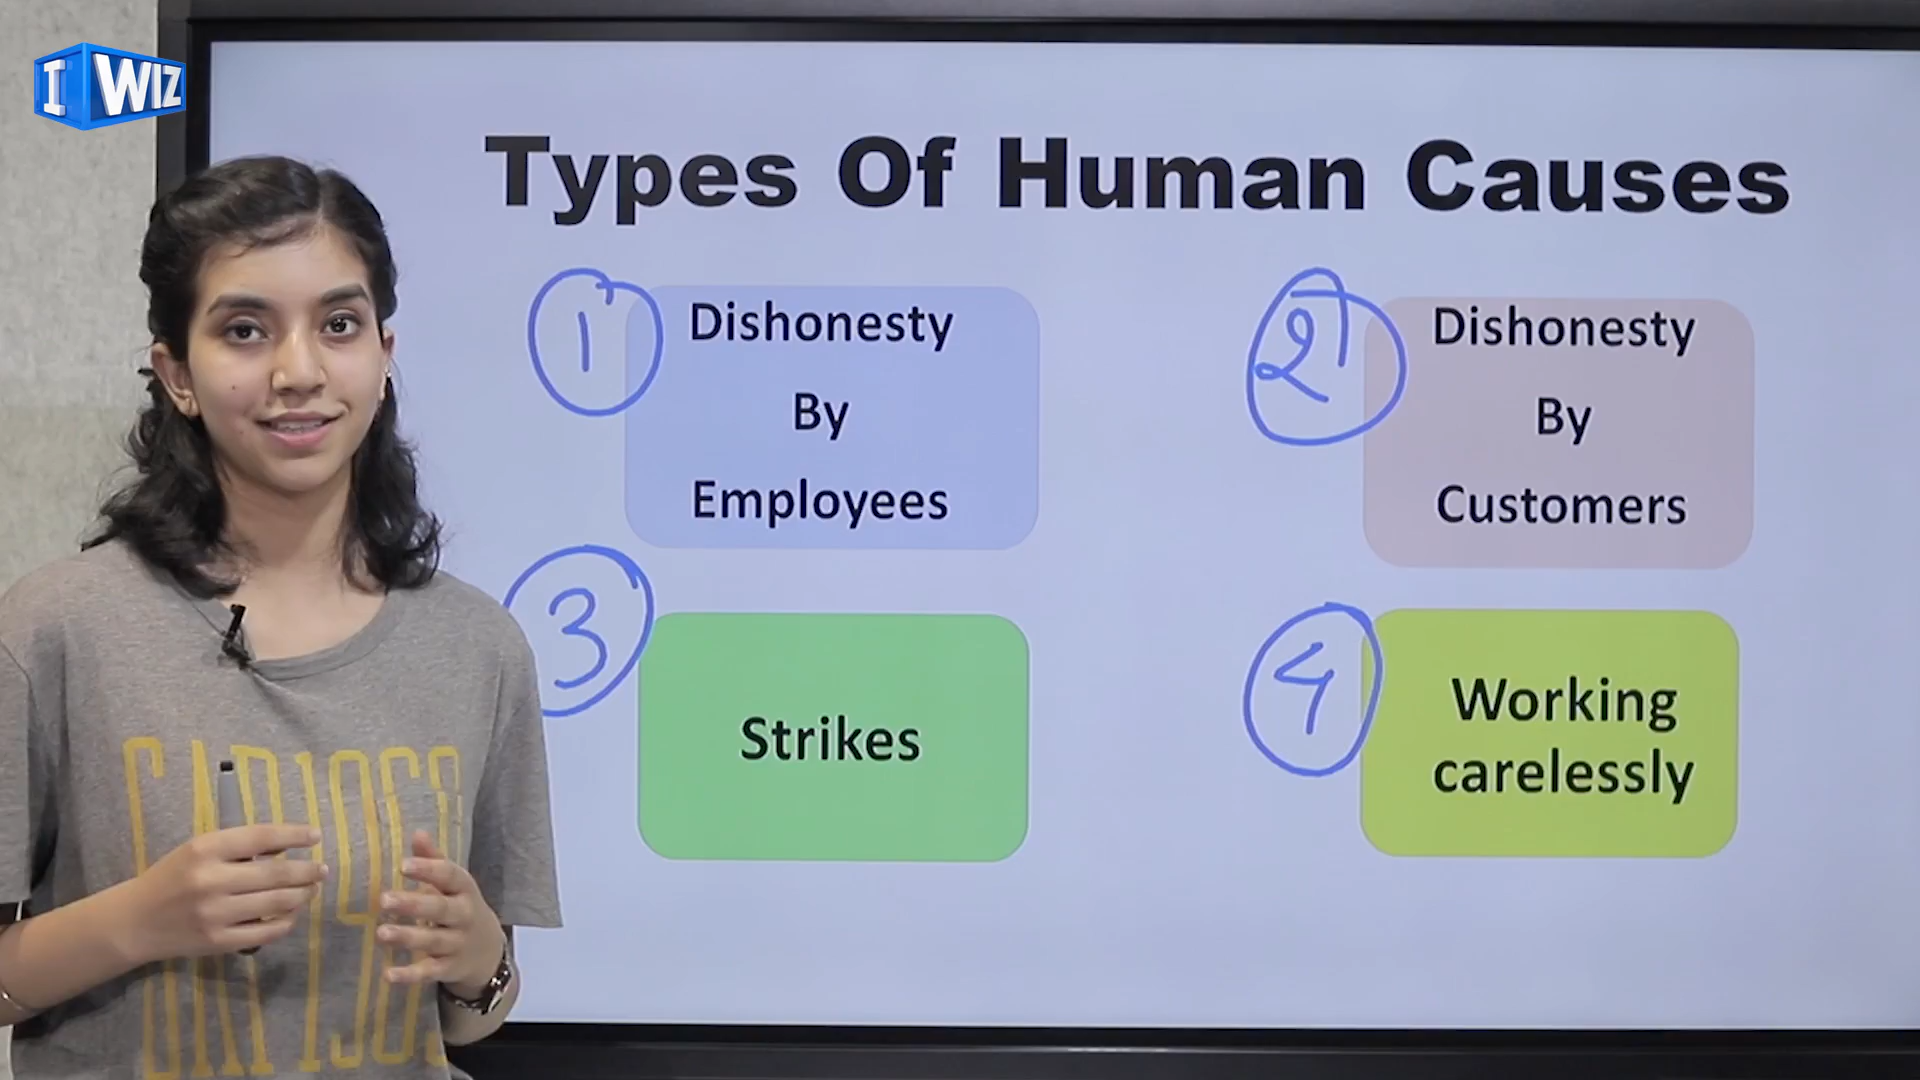 I WIZ
Types Of Human Causes
1
Dishonesty
By
Employees
2
Dishonesty
By
Customers
3
Strikes
4
Working
carelessly